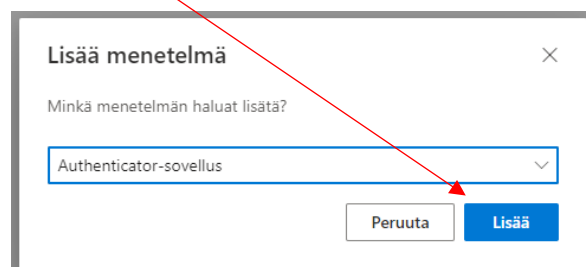 Lisää menetelmä
Minkä menetelmän haluat lisätä?
Authenticator-sovellus
Peruuta
Lisää